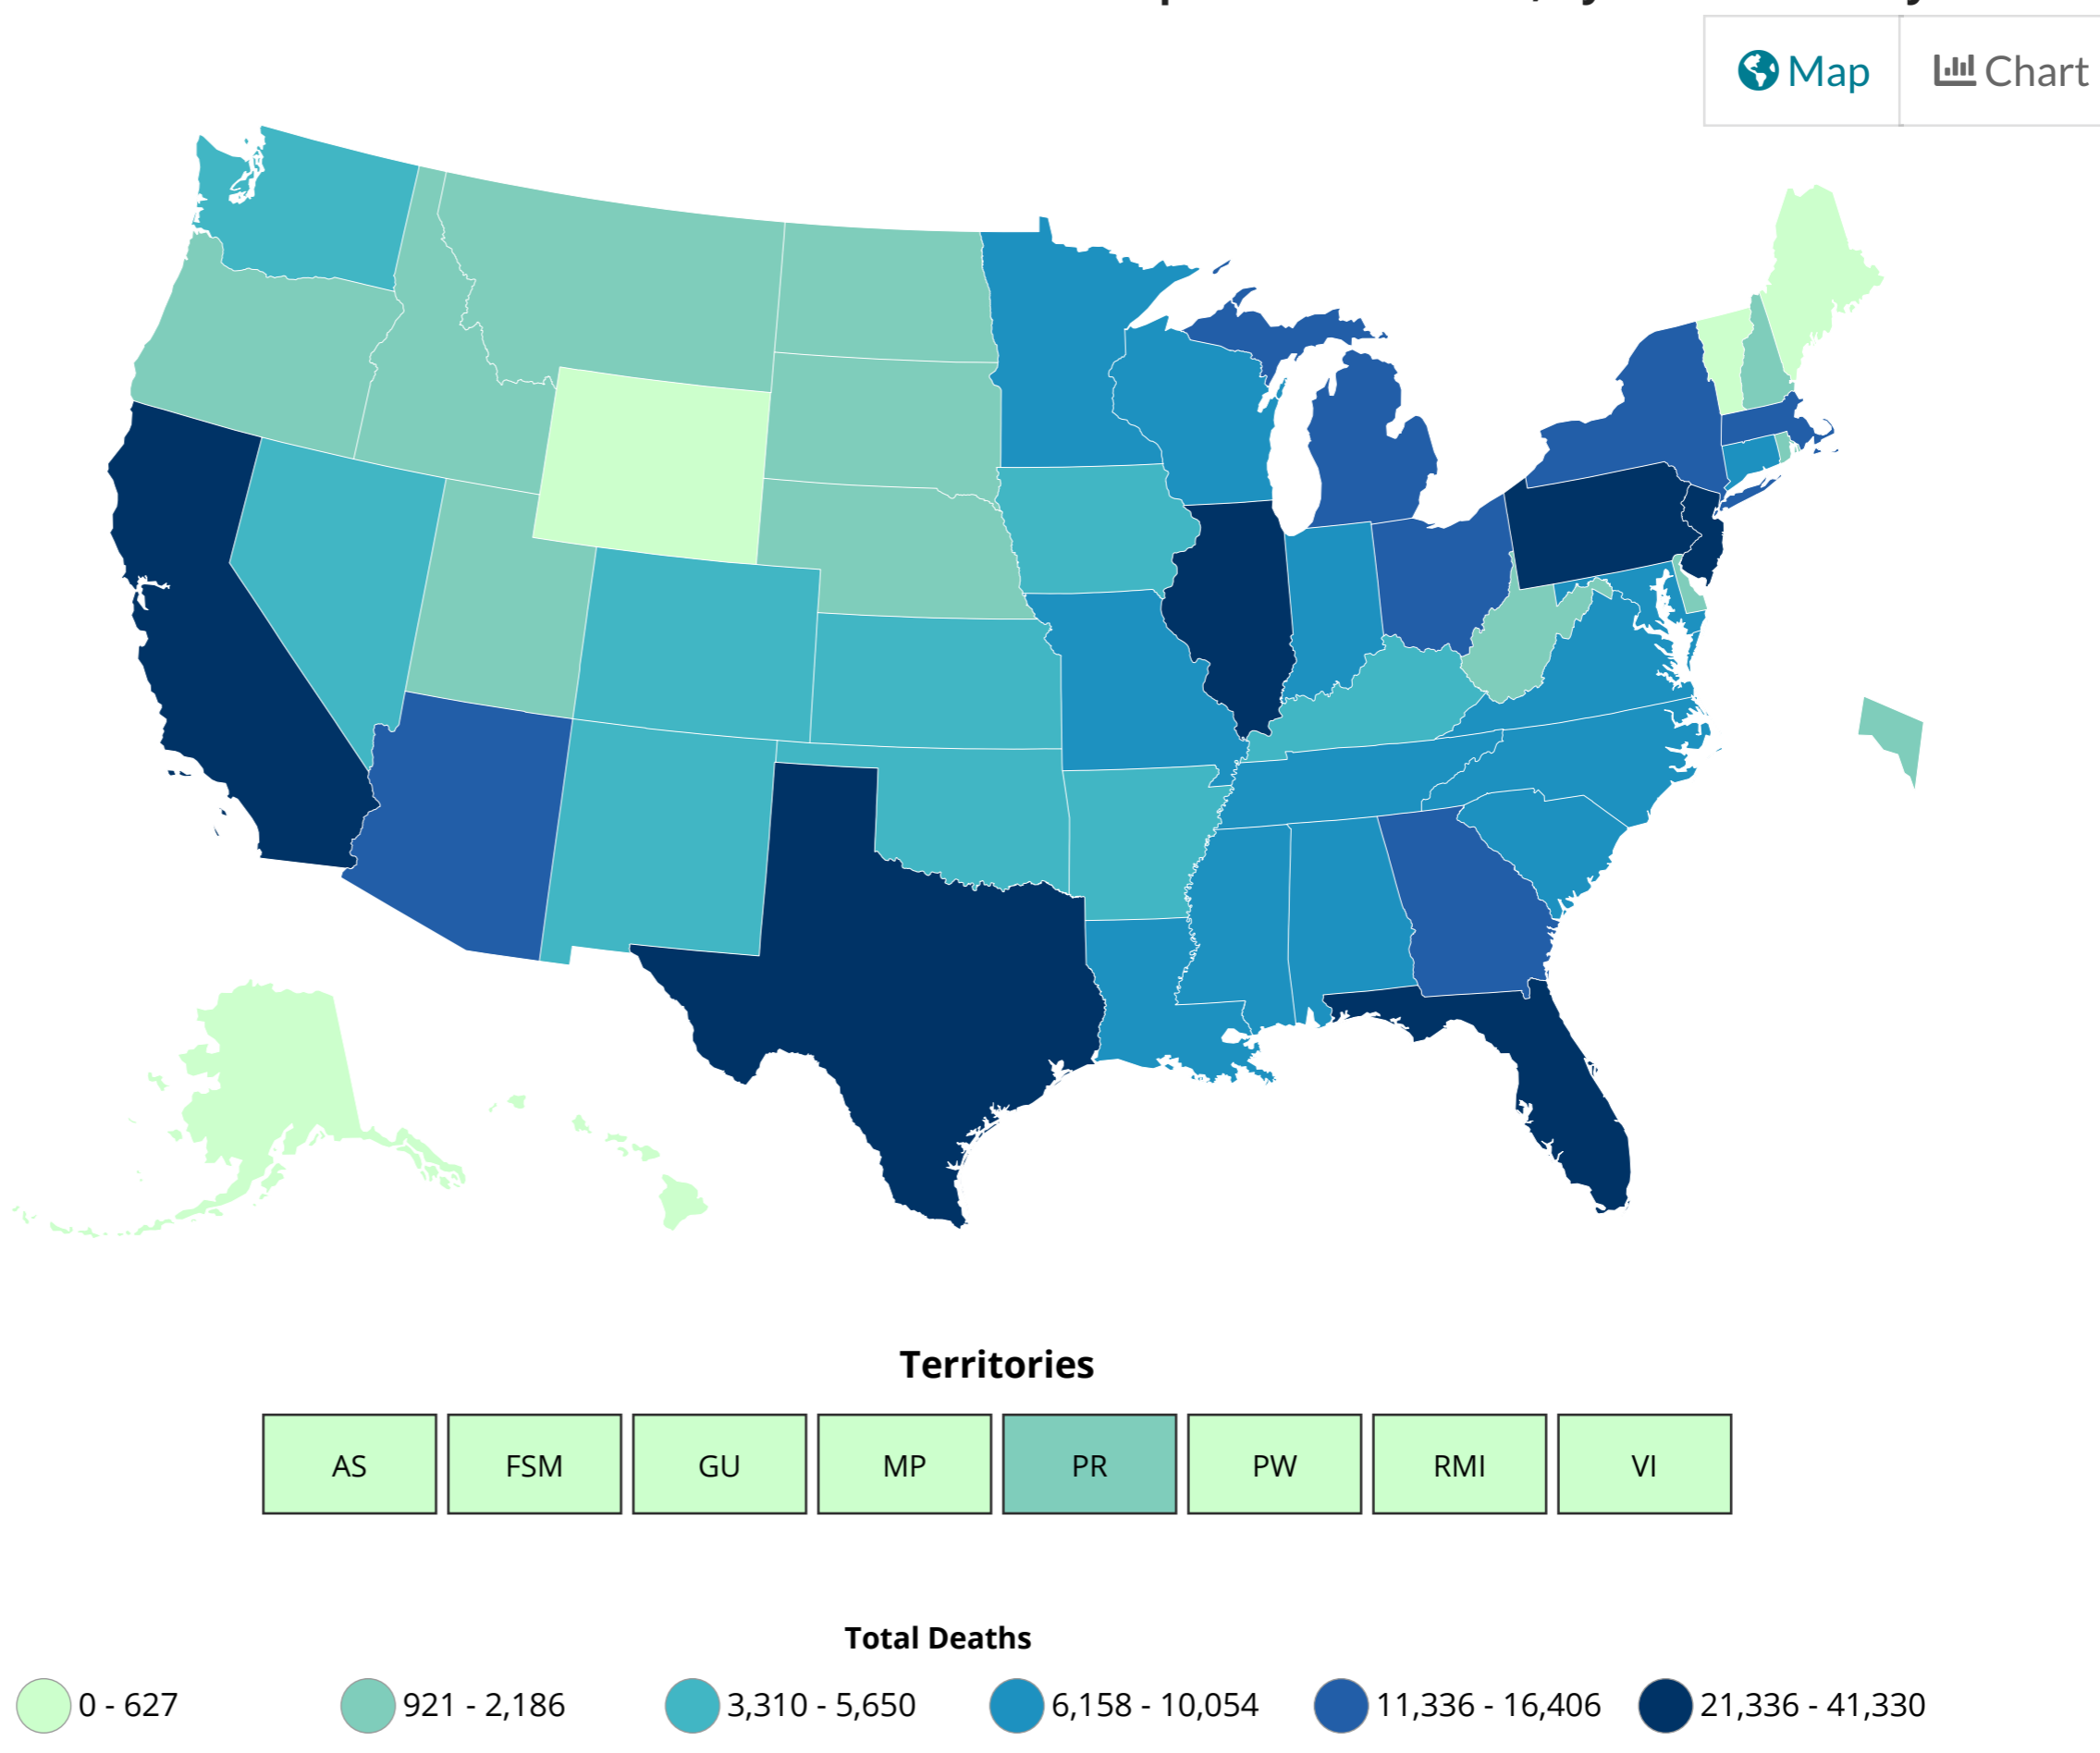 Map
Chart
Territories
AS
FSM
GU
MP
PR
PW
RMI
VI
Total Deaths
0 - 627
921 - 2,186
3,310 - 5,650
6,158 - 10,054
11,336 - 16,406
21,336 - 41,330